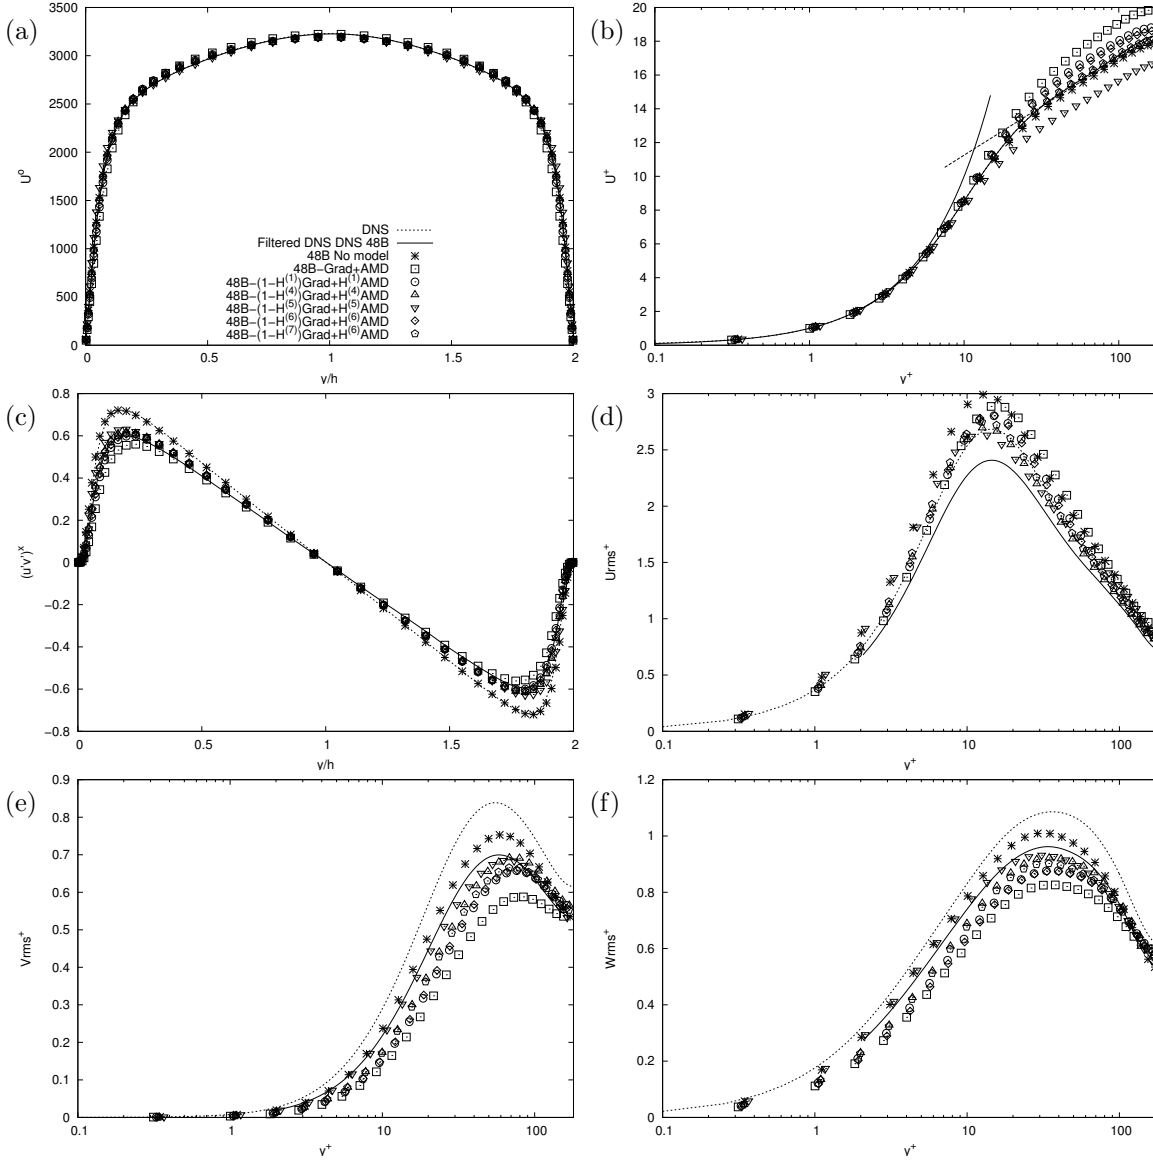 (a)
3500
3000
2500
2000
1500
1000
500
0
U⁰
0
0.5
1
1.5
2
y/h
DNS
Filtered DNS DNS 48B
48B No model
48B−Grad+AMD
48B−(1−H⁽¹⁾)Grad+H⁽¹⁾AMD
48B−(1−H⁽⁴⁾)Grad+H⁽⁴⁾AMD
48B−(1−H⁽⁵⁾)Grad+H⁽⁵⁾AMD
48B−(1−H⁽⁶⁾)Grad+H⁽⁶⁾AMD
48B−(1−H⁽⁷⁾)Grad+H⁽⁶⁾AMD
(b)
20
18
16
14
12
10
8
6
4
2
0
U⁺
0.1
1
10
100
y⁺
(c)
0.8
0.6
0.4
0.2
0
−0.2
−0.4
−0.6
−0.8
⟨u'v'⟩ˣ
0
0.5
1
1.5
2
y/h
(d)
3
2.5
2
1.5
1
0.5
0
Urms⁺
0.1
1
10
100
y⁺
(e)
0.9
0.8
0.7
0.6
0.5
0.4
0.3
0.2
0.1
0
Vrms⁺
0.1
1
10
100
y⁺
(f)
1.2
1
0.8
0.6
0.4
0.2
0
Wrms⁺
0.1
1
10
100
y⁺